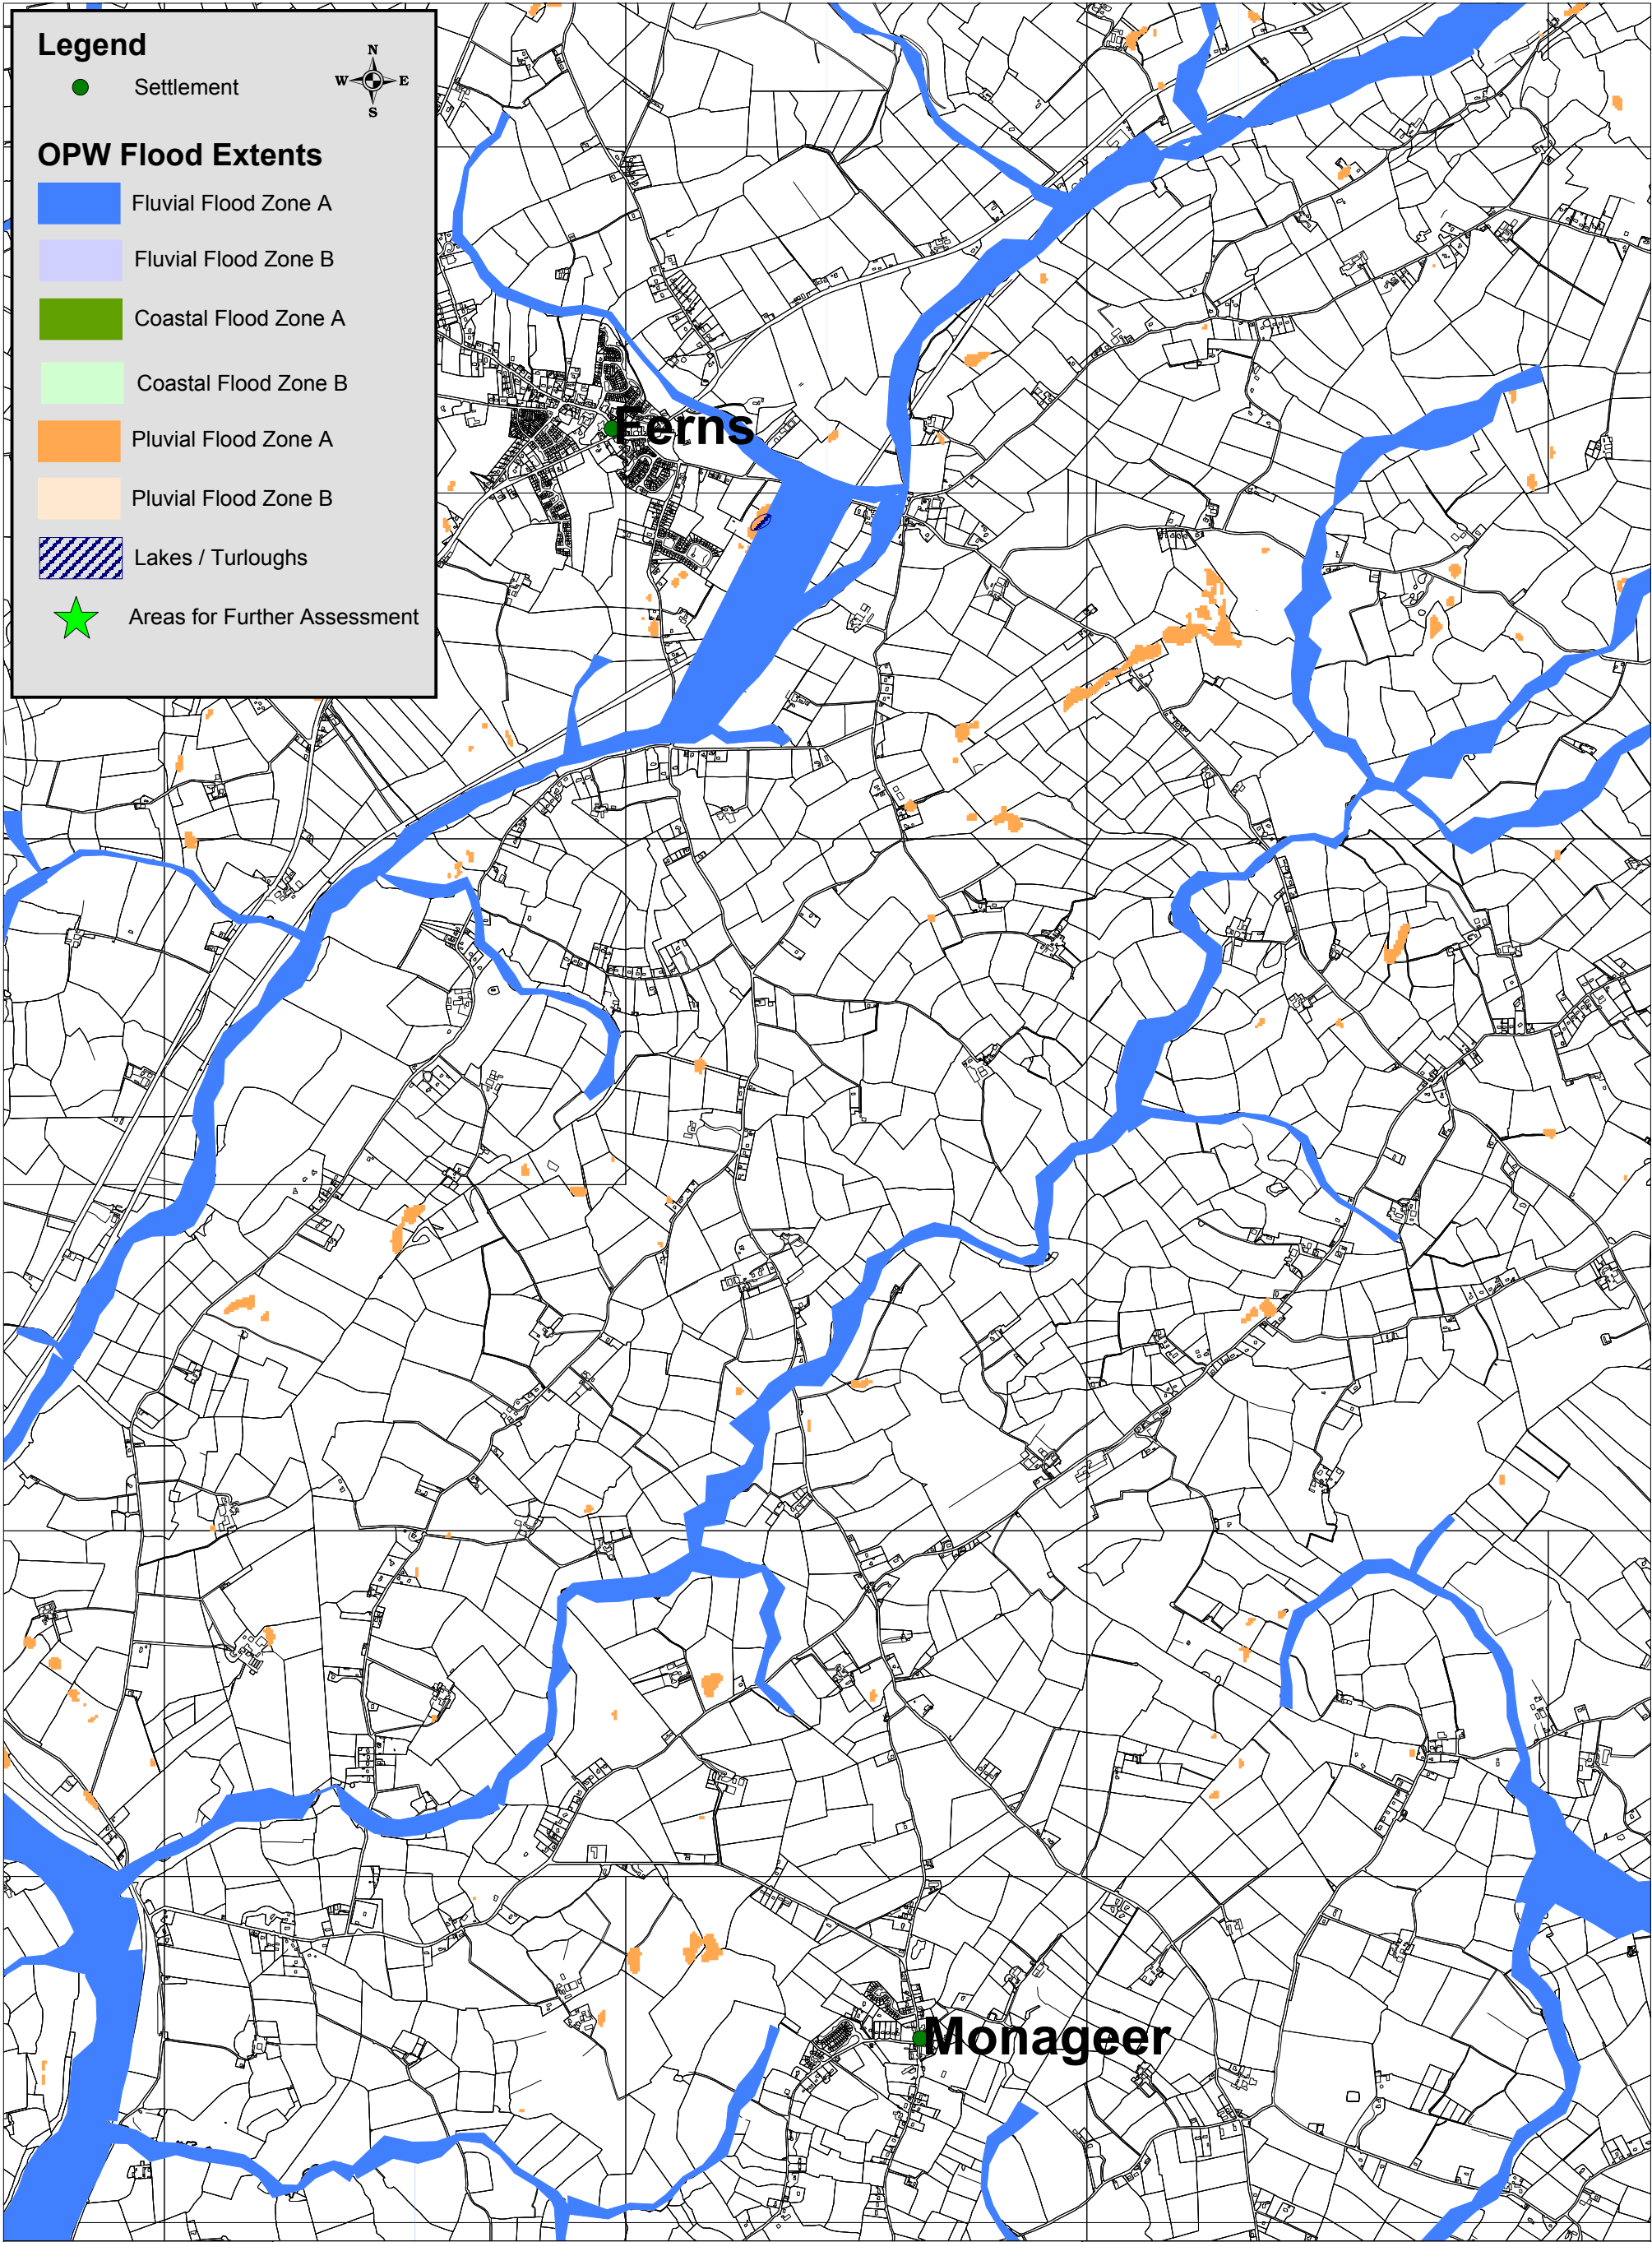 Legend
N
W E
S
Settlement
OPW Flood Extents
Fluvial Flood Zone A
Fluvial Flood Zone B
Coastal Flood Zone A
Coastal Flood Zone B
Pluvial Flood Zone A
Pluvial Flood Zone B
Lakes / Turloughs
Areas for Further Assessment
Ferns
Monageer